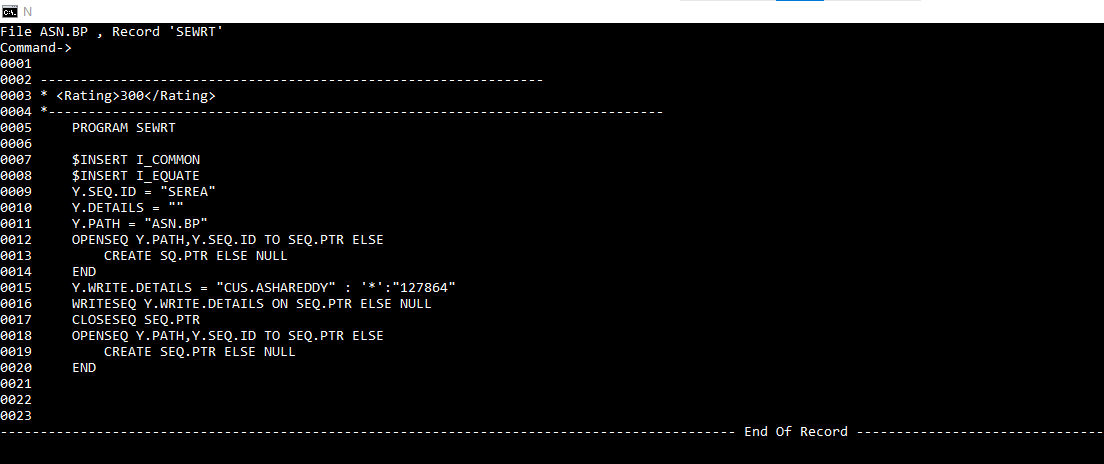 N
File ASN.BP , Record 'SEWRT'
Command->
0001
0002 ---------------------------------------------------------------
0003 * <Rating>300</Rating>
0004 *-----------------------------------------------------------------------------
0005     PROGRAM SEWRT
0006
0007     $INSERT I_COMMON
0008     $INSERT I_EQUATE
0009     Y.SEQ.ID = "SEREA"
0010     Y.DETAILS = ""
0011     Y.PATH = "ASN.BP"
0012     OPENSEQ Y.PATH,Y.SEQ.ID TO SEQ.PTR ELSE
0013         CREATE SQ.PTR ELSE NULL
0014     END
0015     Y.WRITE.DETAILS = "CUS.ASHAREDDY" : '*':"127864"
0016     WRITESEQ Y.WRITE.DETAILS ON SEQ.PTR ELSE NULL
0017     CLOSESEQ SEQ.PTR
0018     OPENSEQ Y.PATH,Y.SEQ.ID TO SEQ.PTR ELSE
0019         CREATE SEQ.PTR ELSE NULL
0020     END
0021
0022
0023
-------------------------------------------------------------------------------------------- End Of Record -------------------------------